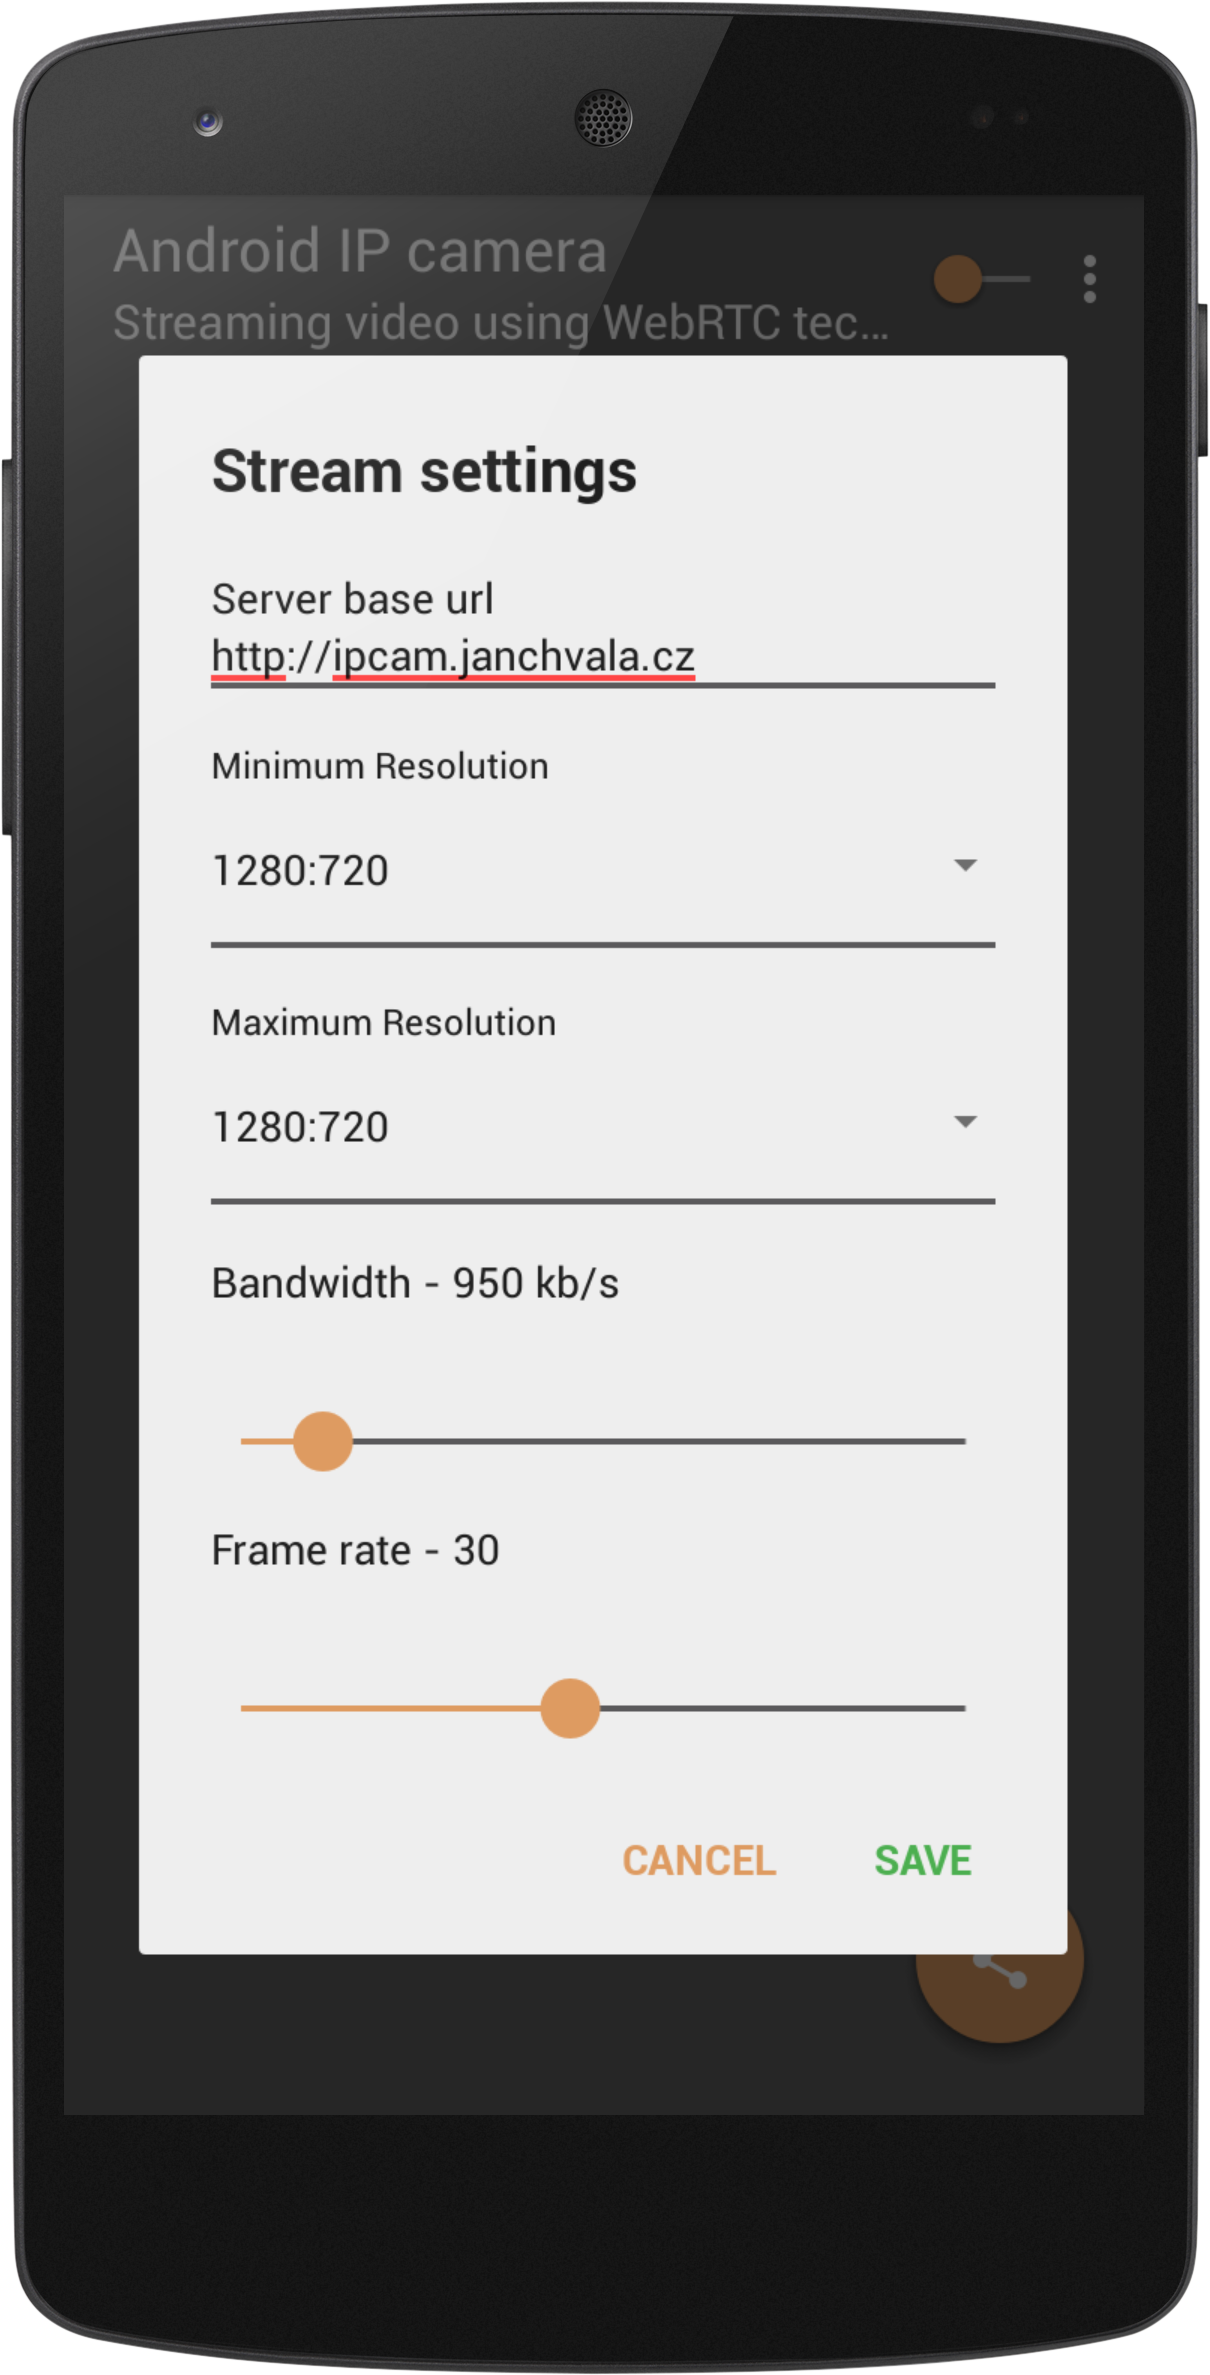 Android IP camera
Streaming video using WebRTC tec...
Stream settings
Server base url
http://ipcam.janchvala.cz
Minimum Resolution
1280:720
Maximum Resolution
1280:720
Bandwidth - 950 kb/s
Frame rate - 30
CANCEL SAVE